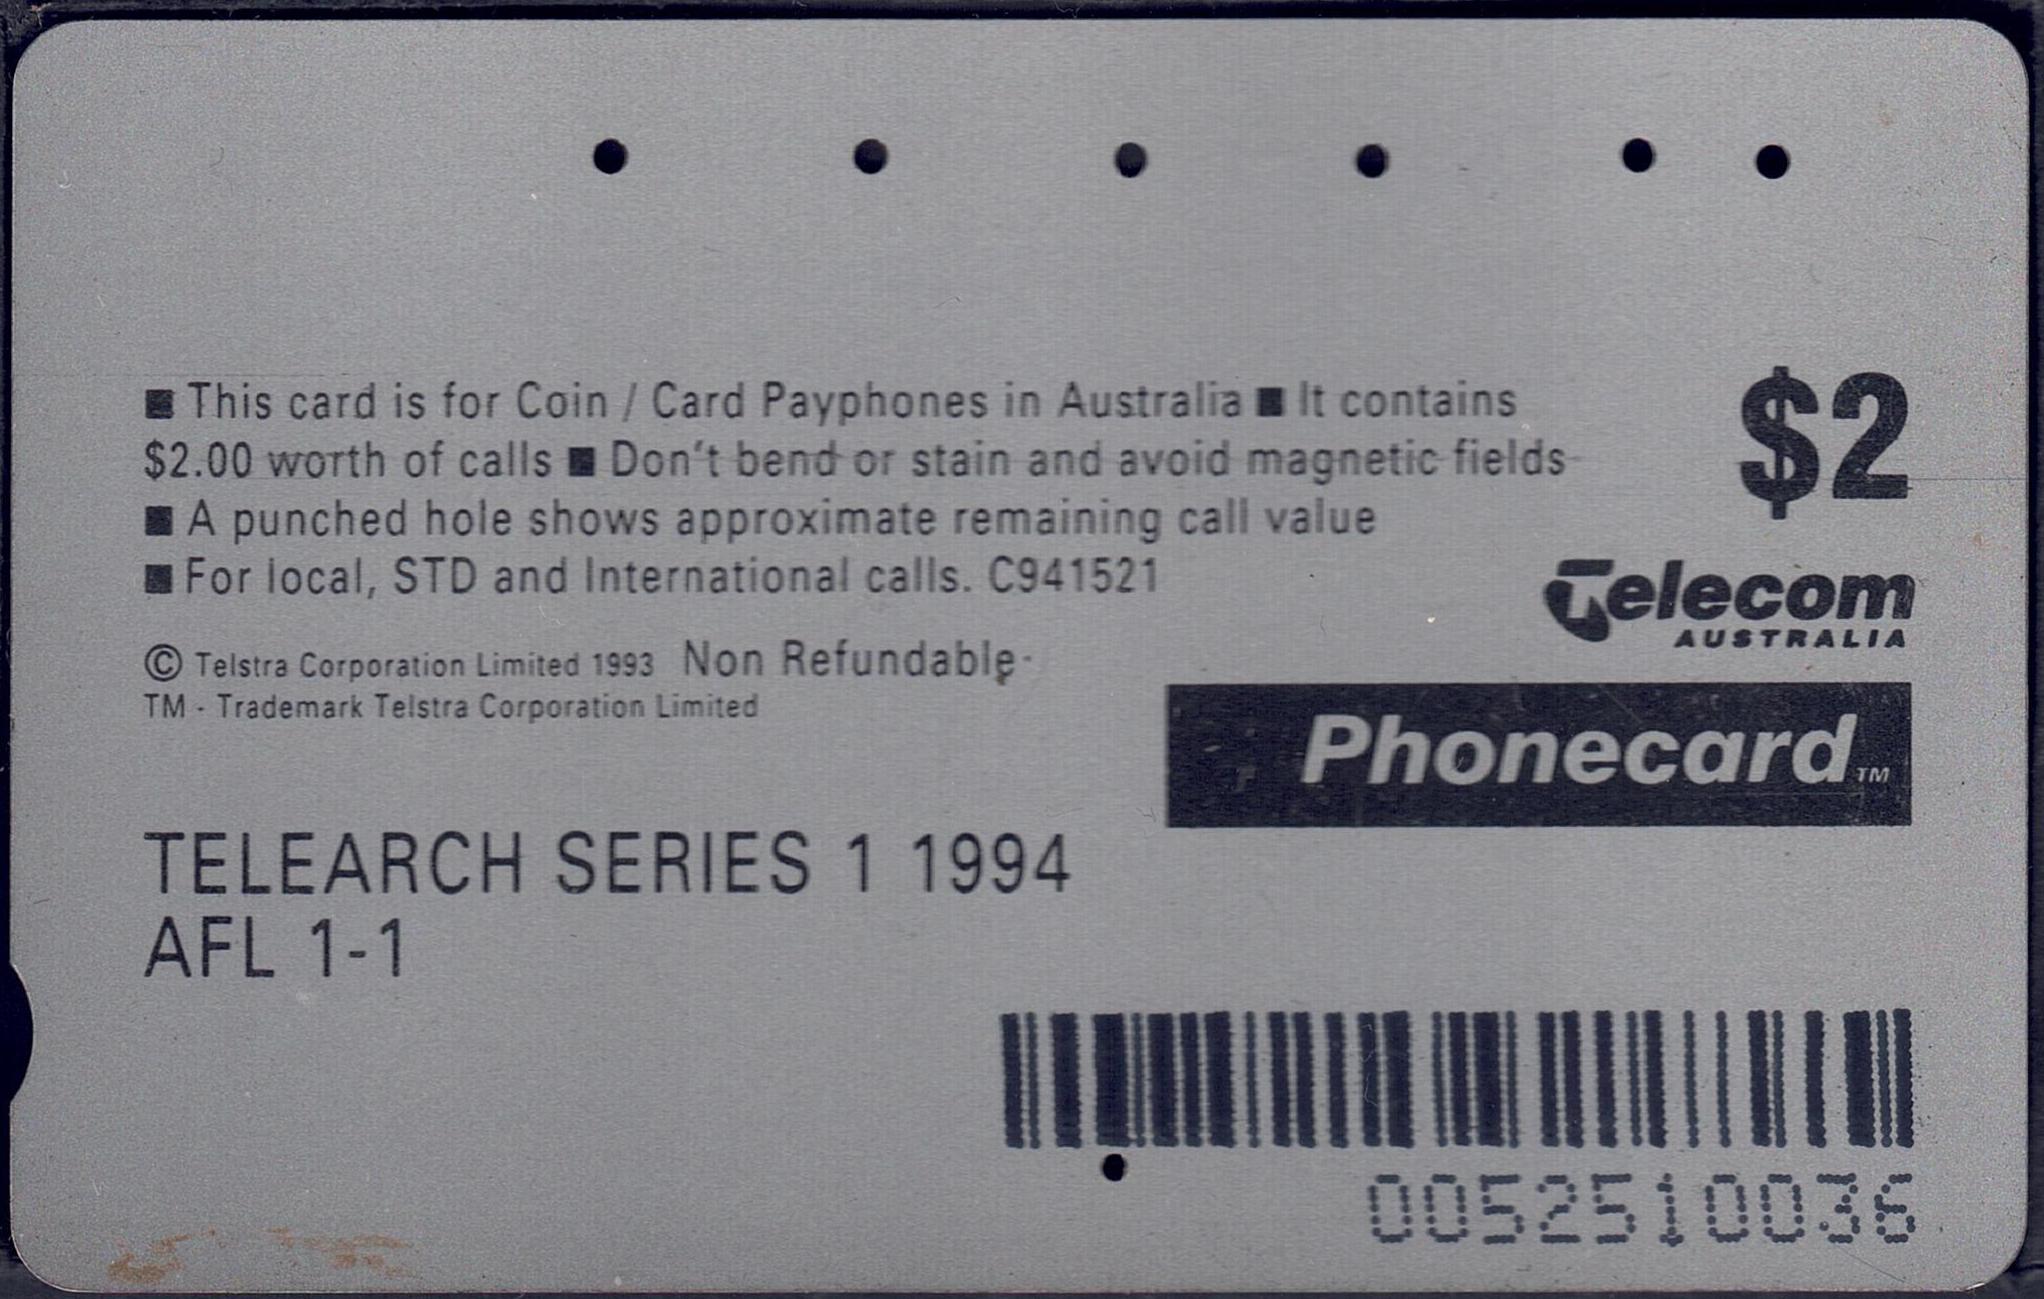 ■ This card is for Coin / Card Payphones in Australia ■ It contains
$2.00 worth of calls ■ Don't bend or stain and avoid magnetic fields
■ A punched hole shows approximate remaining call value
■ For local, STD and International calls. C941521
© Telstra Corporation Limited 1993 Non Refundable
TM - Trademark Telstra Corporation Limited
$2
Telecom
AUSTRALIA
Phonecard TM
TELEARCH SERIES 1 1994
AFL 1-1
0052510036